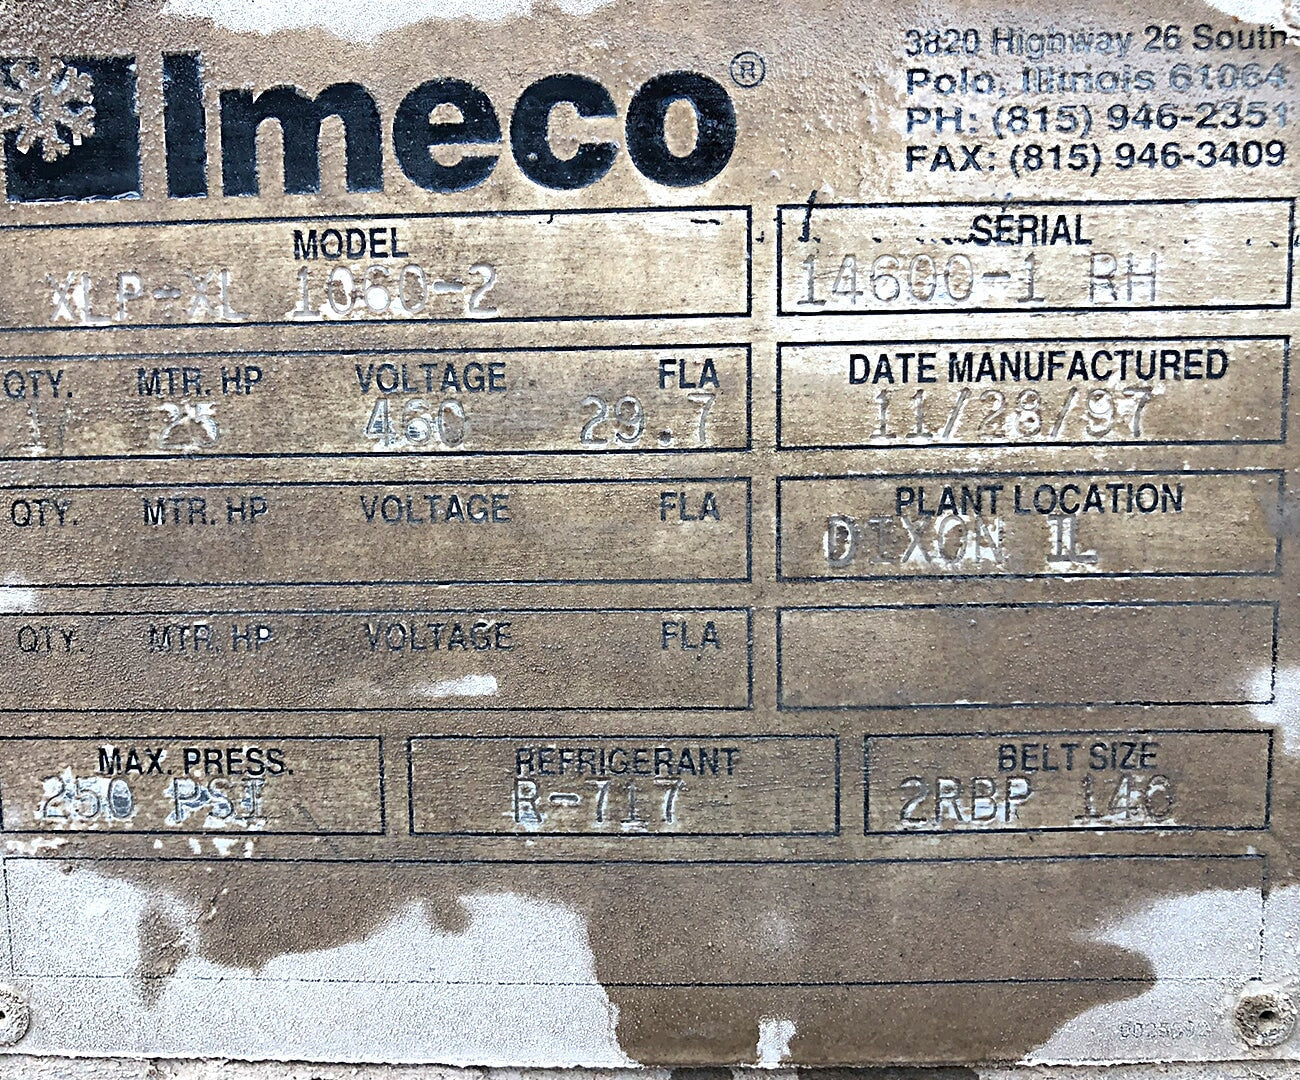 Imeco®
3820 Highway 26 South
Polo, Illinois 61064
PH: (815) 946-2351
FAX: (815) 946-3409
MODEL
XLP-XL 1060-2
SERIAL
14600-1 RH
QTY. MTR. HP VOLTAGE FLA
1 25 460 29.7
DATE MANUFACTURED
11/28/97
QTY. MTR. HP VOLTAGE FLA
PLANT LOCATION
DIXON IL
QTY. MTR. HP VOLTAGE FLA
MAX. PRESS.
250 PSI
REFRIGERANT
R-717
BELT SIZE
2RBP 140